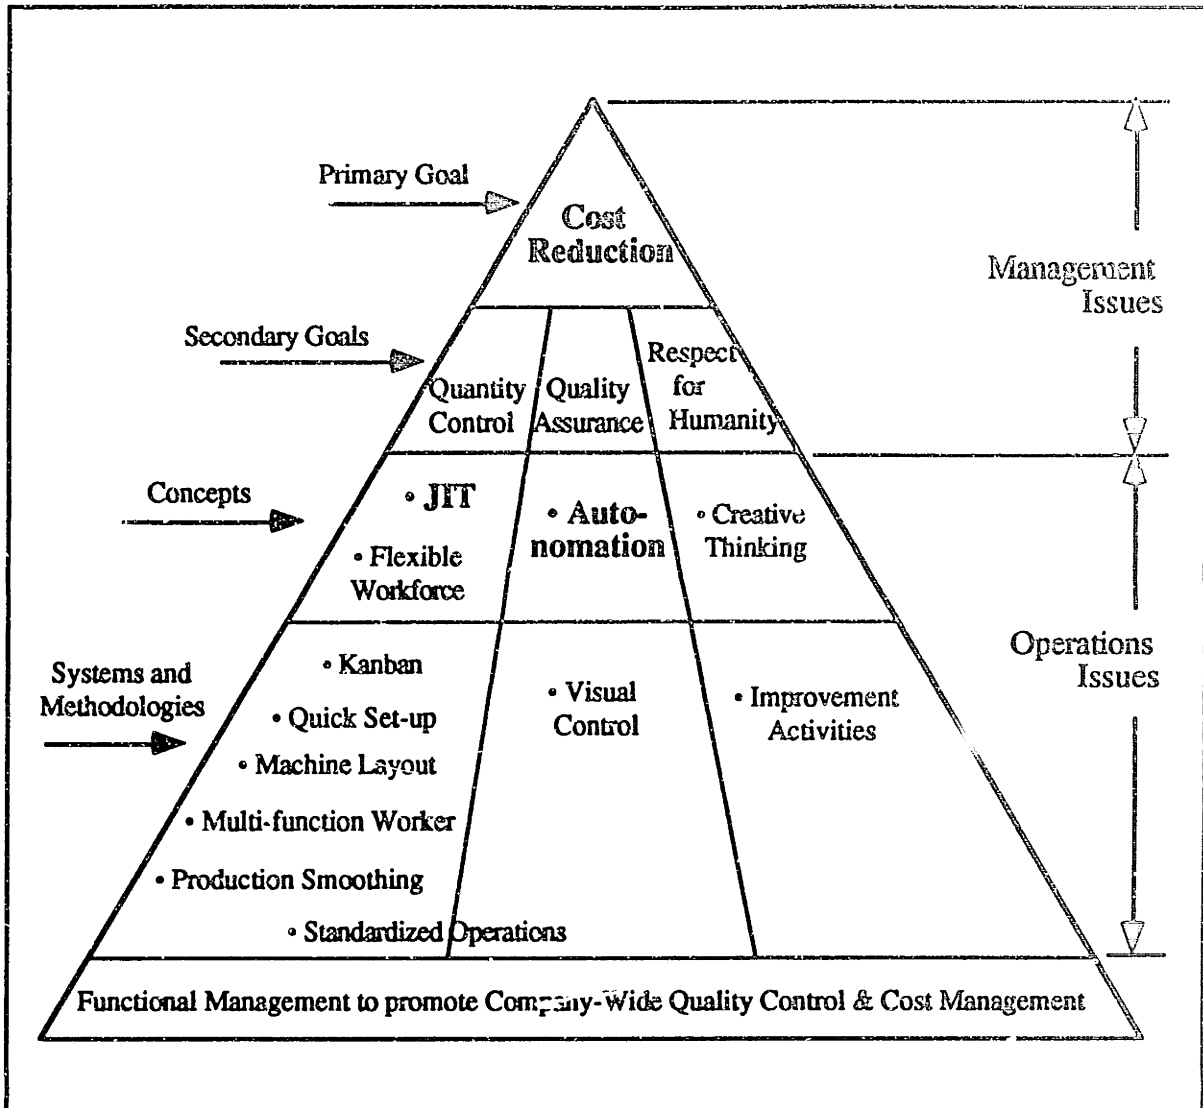 Primary Goal
Cost
Reduction
Management
Issues
Secondary Goals
Quantity
Control
Quality
Assurance
Respect
for
Humanity
Concepts
• JIT
• Flexible
Workforce
• Auto-
nomation
• Creative
Thinking
Operations
Issues
Systems and
Methodologies
• Kanban
• Quick Set-up
• Machine Layout
• Multi-function Worker
• Production Smoothing
• Standardized Operations
• Visual
Control
• Improvement
Activities
Functional Management to promote Company-Wide Quality Control & Cost Management